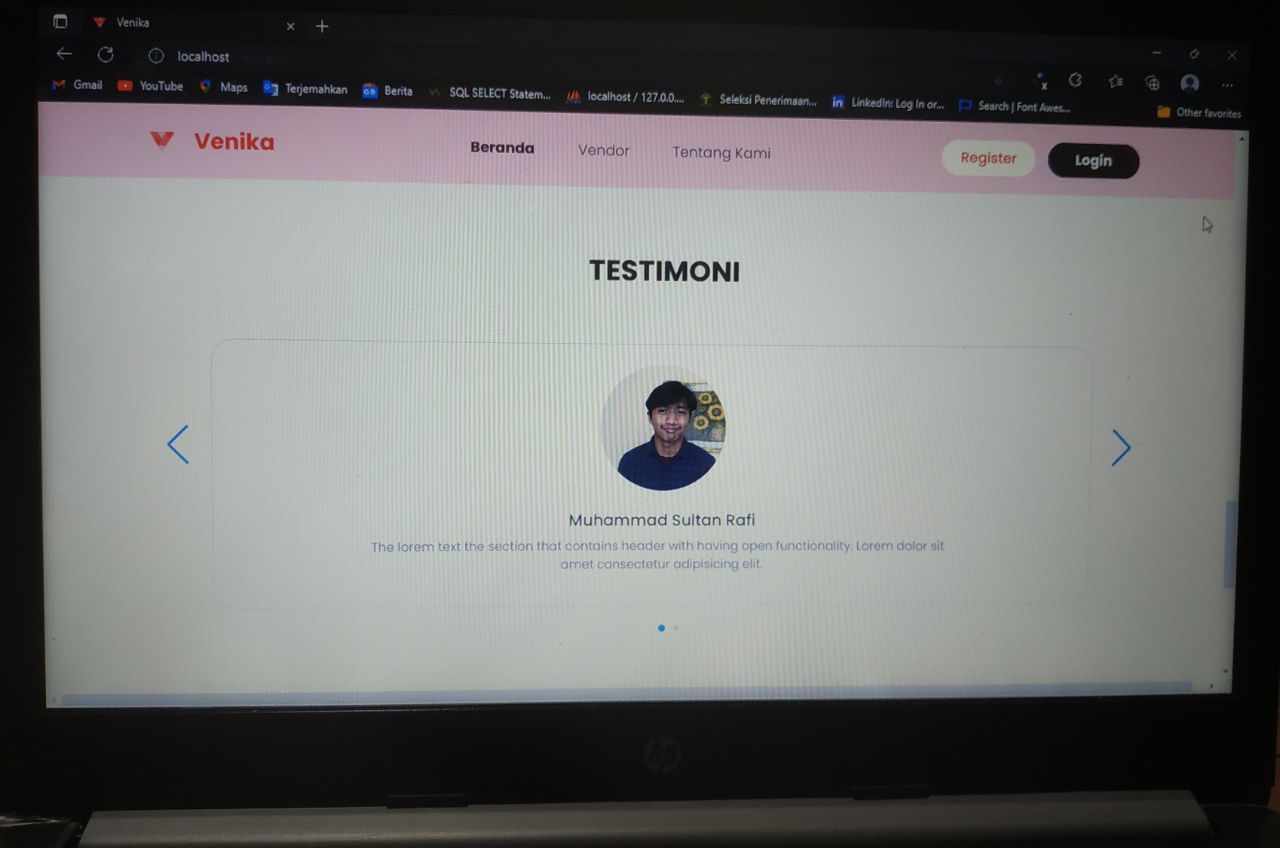 Venika
localhost
Gmail YouTube Maps Terjemahkan Berita SQL SELECT Statem... localhost / 127.0.0.... Seleksi Penerimaan... LinkedIn: Log In or... Search | Font Awes... Other favorites
Venika Beranda Vendor Tentang Kami Register Login
TESTIMONI
Muhammad Sultan Rafi
The lorem text the section that contains header with having open functionality. Lorem dolor sit
amet consectetur adipisicing elit.
hp